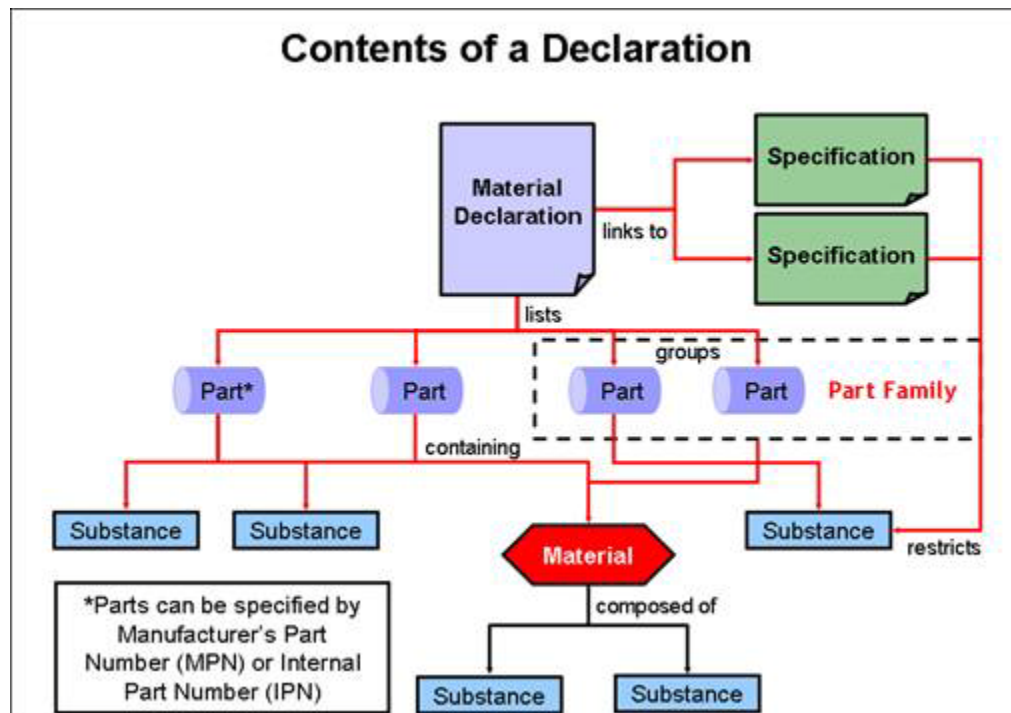 Contents of a Declaration
Material
Declaration
Specification
links to
Specification
lists
groups
Part*
Part
Part
Part
Part Family
containing
Substance
Substance
Substance
Material
restricts
composed of
*Parts can be specified by
Manufacturer's Part
Number (MPN) or Internal
Part Number (IPN)
Substance
Substance